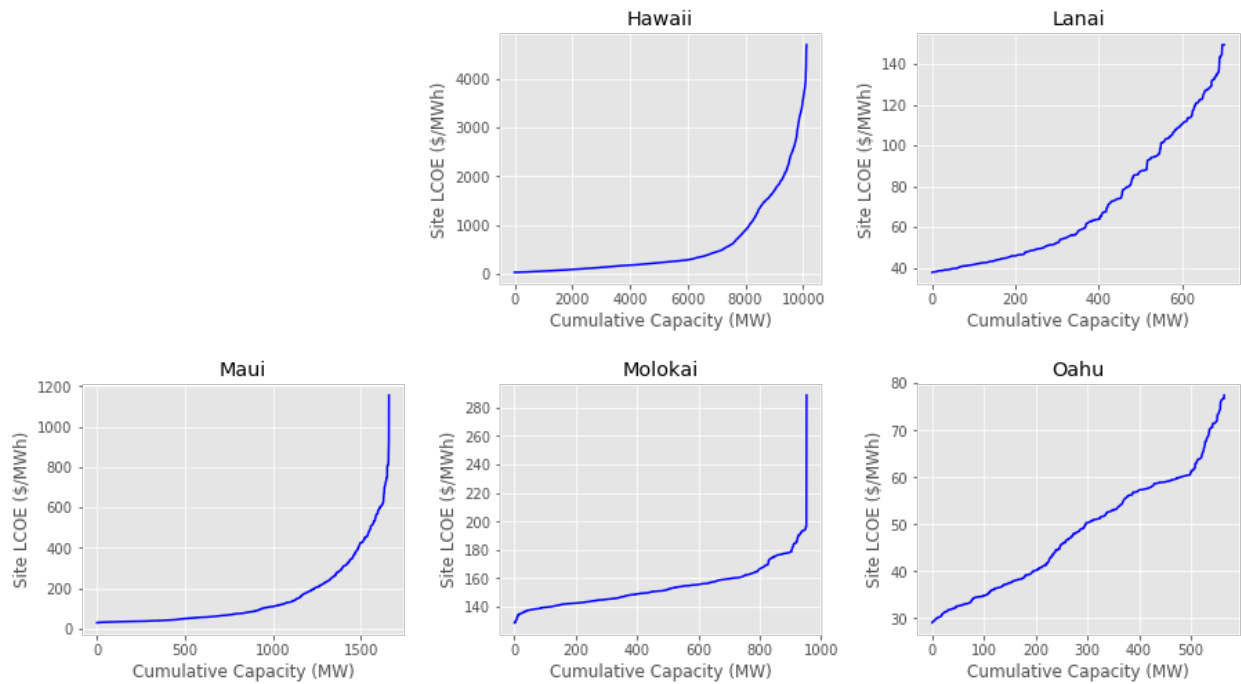 Hawaii
Site LCOE ($/MWh)
4000
3000
2000
1000
0
0 2000 4000 6000 8000 10000
Cumulative Capacity (MW)
Lanai
Site LCOE ($/MWh)
140
120
100
80
60
40
0 200 400 600
Cumulative Capacity (MW)
Maui
Site LCOE ($/MWh)
1200
1000
800
600
400
200
0
0 500 1000 1500
Cumulative Capacity (MW)
Molokai
Site LCOE ($/MWh)
280
260
240
220
200
180
160
140
0 200 400 600 800 1000
Cumulative Capacity (MW)
Oahu
Site LCOE ($/MWh)
80
70
60
50
40
30
0 100 200 300 400 500
Cumulative Capacity (MW)